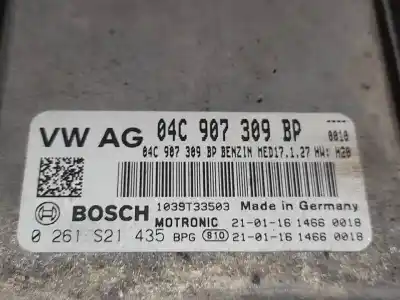 VW AG 04C 907 309 BP 0010
04C 907 309 BP BENZIN MED17.1.27 HW: H20
BOSCH 1039T33503 Made in Germany
MOTRONIC 21-01-16 1466 0018
0 261 S21 435 BPG 810 21-01-16 1466 0018